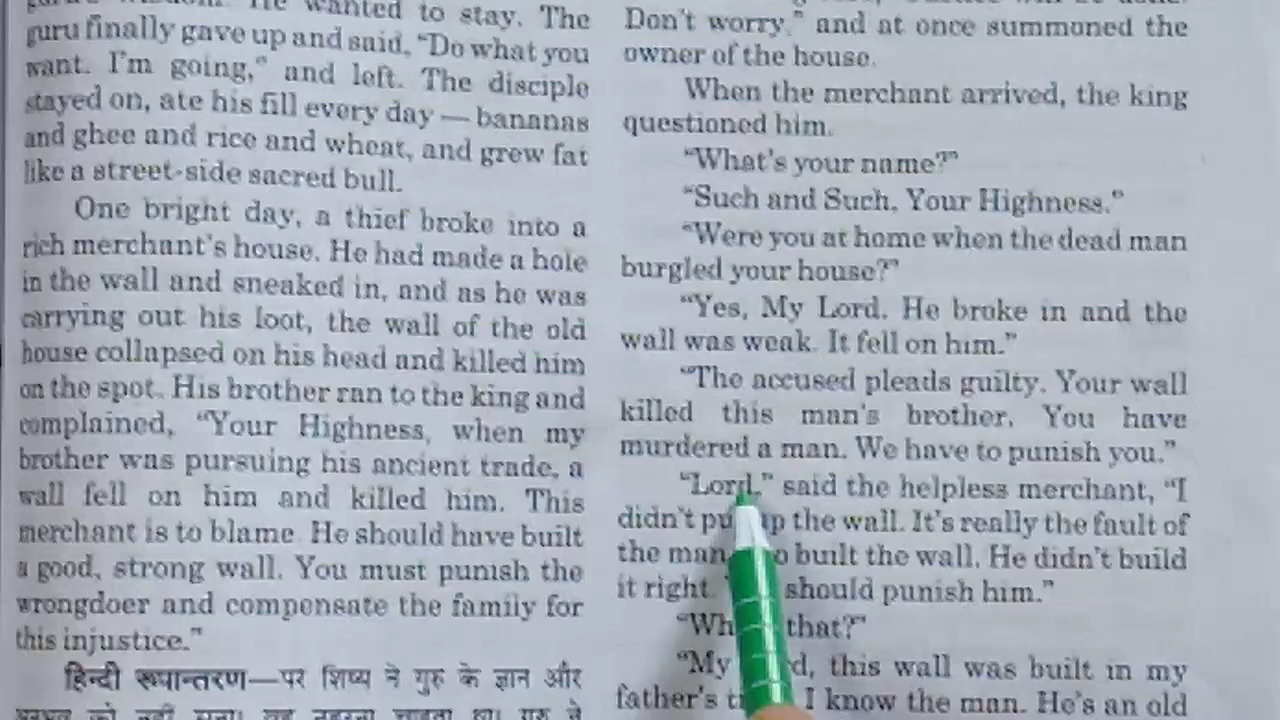 wanted to stay. The
guru finally gave up and said, “Do what you
want. I'm going,” and left. The disciple
stayed on, ate his fill every day — bananas
and ghee and rice and wheat, and grew fat
like a street-side sacred bull.
One bright day, a thief broke into a
rich merchant's house. He had made a hole
in the wall and sneaked in, and as he was
carrying out his loot, the wall of the old
house collapsed on his head and killed him
on the spot. His brother ran to the king and
complained, “Your Highness, when my
brother was pursuing his ancient trade, a
wall fell on him and killed him. This
merchant is to blame. He should have built
a good, strong wall. You must punish the
wrongdoer and compensate the family for
this injustice.”
हिन्दी रूपान्तरण—पर शिष्य ने गुरु के ज्ञान और
Don't worry,” and at once summoned the
owner of the house.
When the merchant arrived, the king
questioned him.
“What's your name?”
“Such and Such, Your Highness.”
“Were you at home when the dead man
burgled your house?”
“Yes, My Lord. He broke in and the
wall was weak. It fell on him.”
“The accused pleads guilty. Your wall
killed this man's brother. You have
murdered a man. We have to punish you.”
“Lord,” said the helpless merchant, “I
didn't the wall. It's really the fault of
the built the wall. He didn't build
it right. should punish him.”
that?”
“My this wall was built in my
father's I know the man. He's an old